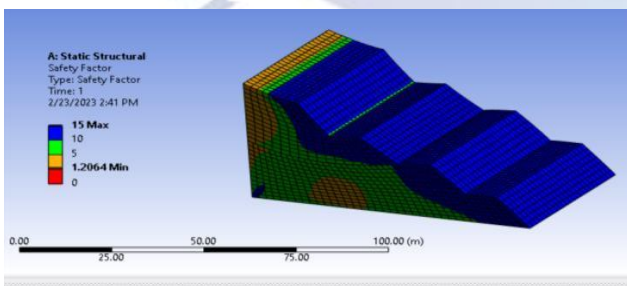 A: Static Structural
Safety Factor
Type: Safety Factor
Time: 1
2/23/2023 2:41 PM
15 Max
10
5
1.2064 Min
0
0.00 50.00 100.00 (m)
25.00 75.00